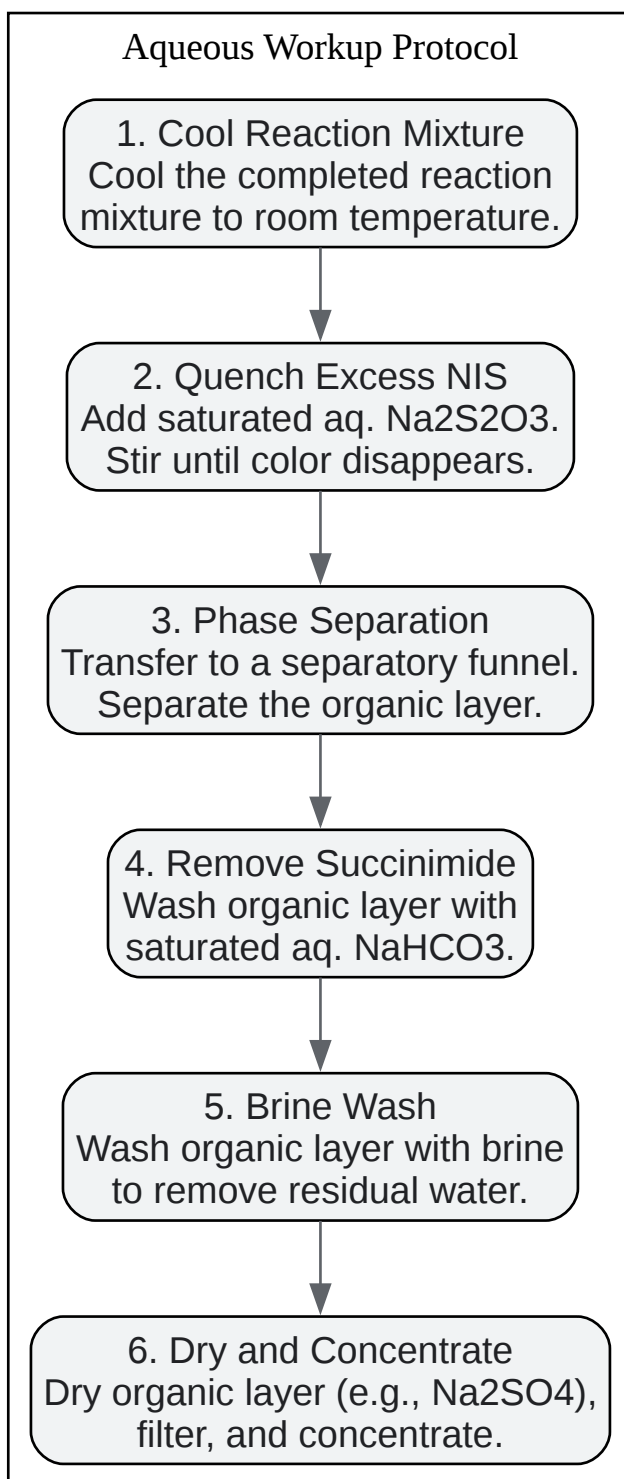 Aqueous Workup Protocol
1. Cool Reaction Mixture
Cool the completed reaction
mixture to room temperature.
2. Quench Excess NIS
Add saturated aq. Na2S2O3.
Stir until color disappears.
3. Phase Separation
Transfer to a separatory funnel.
Separate the organic layer.
4. Remove Succinimide
Wash organic layer with
saturated aq. NaHCO3.
5. Brine Wash
Wash organic layer with brine
to remove residual water.
6. Dry and Concentrate
Dry organic layer (e.g., Na2SO4),
filter, and concentrate.